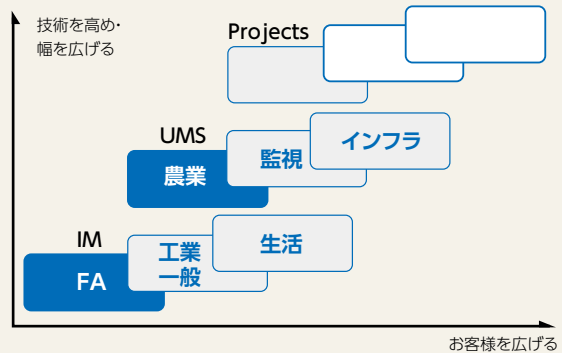 技術を高め・
幅を広げる
Projects
UMS
農業
監視
インフラ
IM
FA
工業
一般
生活
お客様を広げる